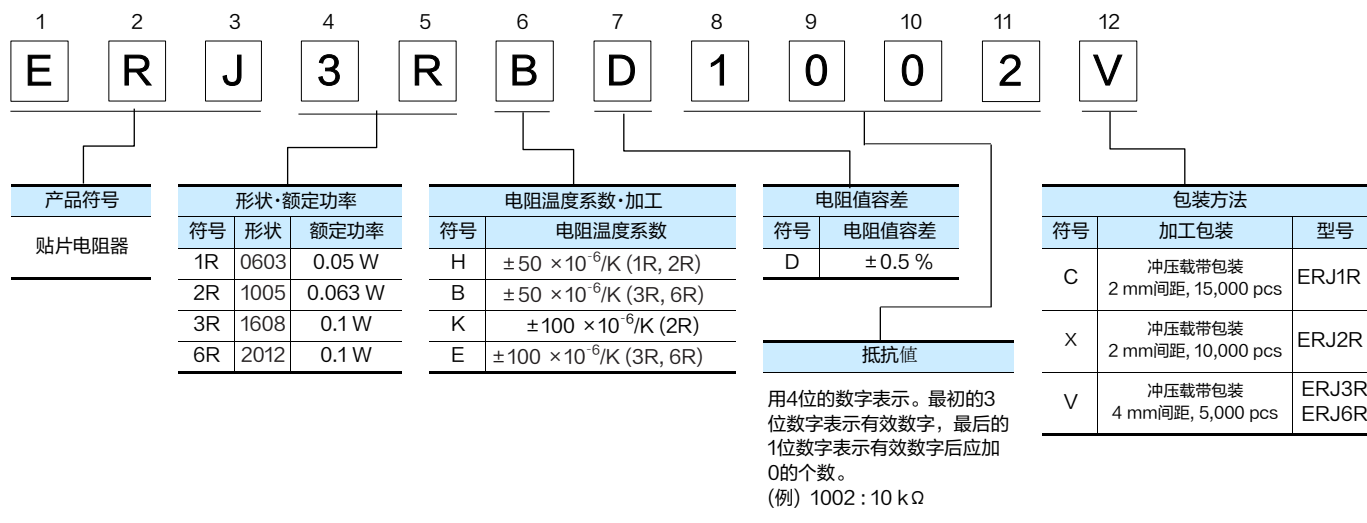 1 2 3 4 5 6 7 8 9 10 11 12
E R J 3 R B D 1 0 0 2 V
产品符号
贴片电阻器
形状·额定功率
符号 形状 额定功率
1R 0603 0.05 W
2R 1005 0.063 W
3R 1608 0.1 W
6R 2012 0.1 W
电阻温度系数·加工
符号 电阻温度系数
H ±50 ×10⁻⁶/K (1R, 2R)
B ±50 ×10⁻⁶/K (3R, 6R)
K ±100 ×10⁻⁶/K (2R)
E ±100 ×10⁻⁶/K (3R, 6R)
电阻值容差
符号 电阻值容差
D ±0.5 %
抵抗値
用4位的数字表示。最初的3
位数字表示有效数字，最后的
1位数字表示有效数字后应加
0的个数。
(例) 1002 : 10 kΩ
包装方法
符号 加工包装 型号
C 冲压载带包装
2 mm间距, 15,000 pcs ERJ1R
X 冲压载带包装
2 mm间距, 10,000 pcs ERJ2R
V 冲压载带包装
4 mm间距, 5,000 pcs ERJ3R
ERJ6R